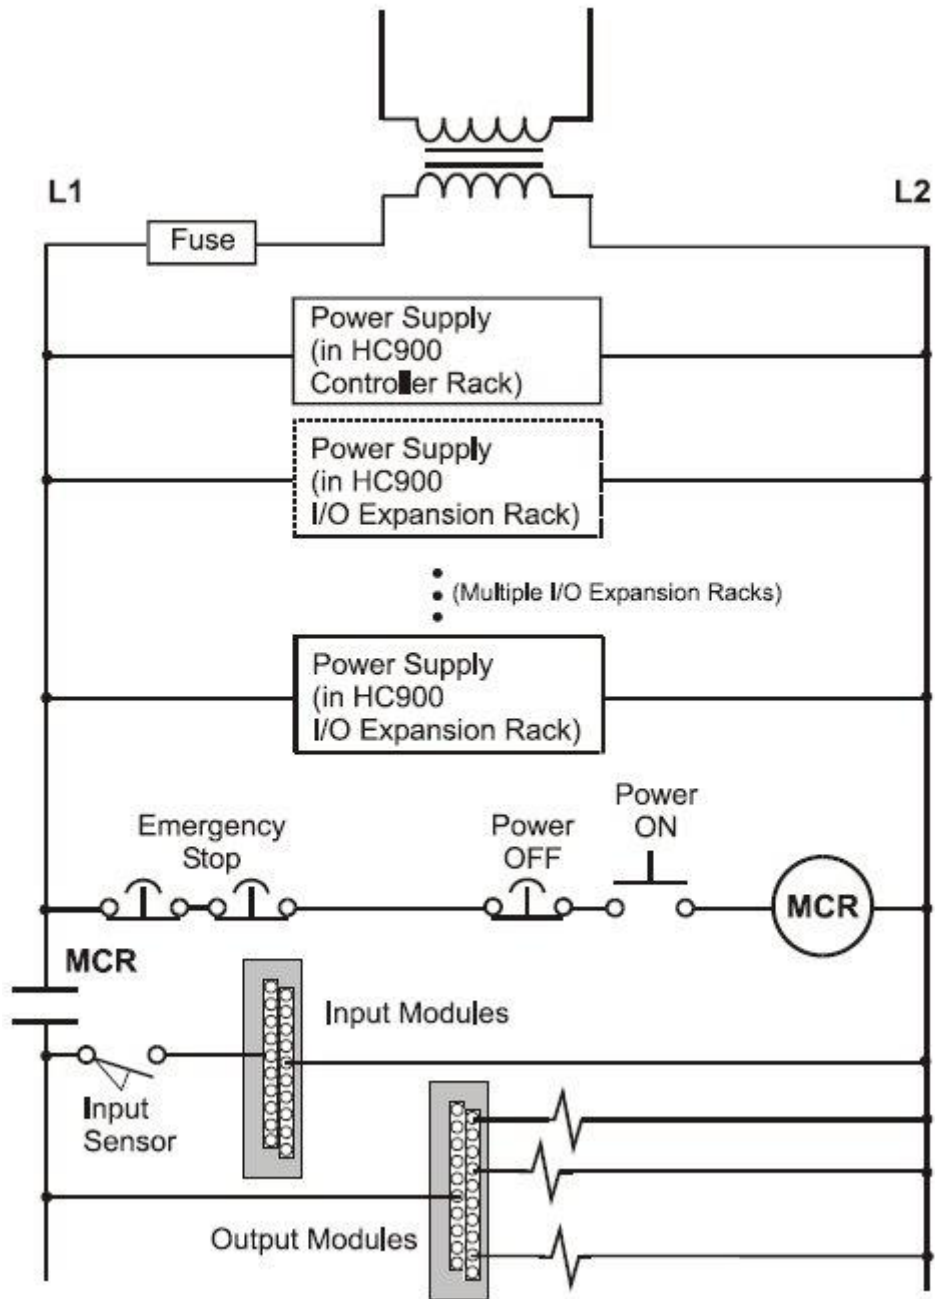 L1
L2
Fuse
Power Supply
(in HC900
Controller Rack)
Power Supply
(in HC900
I/O Expansion Rack)
(Multiple I/O Expansion Racks)
Power Supply
(in HC900
I/O Expansion Rack)
Emergency
Stop
Power
OFF
Power
ON
MCR
MCR
Input Modules
Input
Sensor
Output Modules